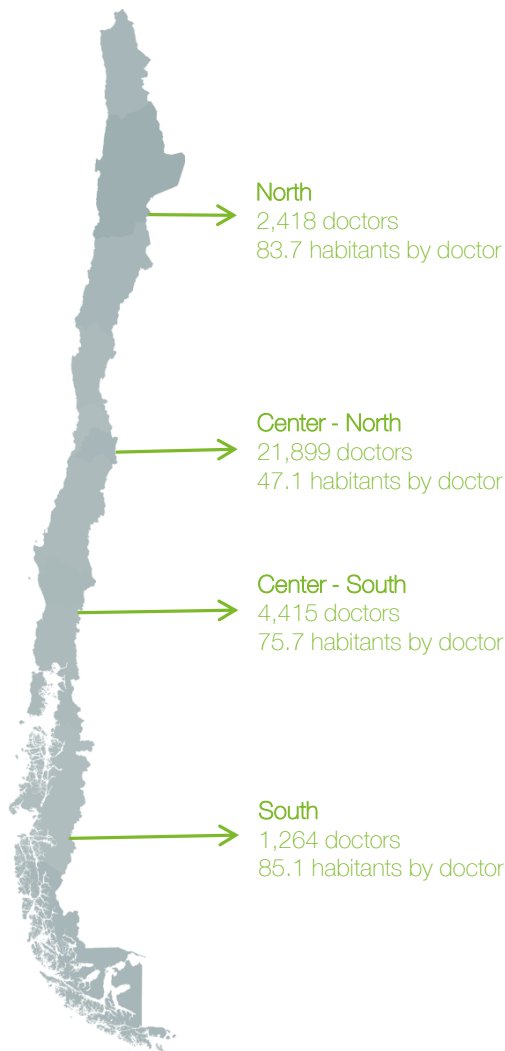 North
2,418 doctors
83.7 habitants by doctor
Center - North
21,899 doctors
47.1 habitants by doctor
Center - South
4,415 doctors
75.7 habitants by doctor
South
1,264 doctors
85.1 habitants by doctor